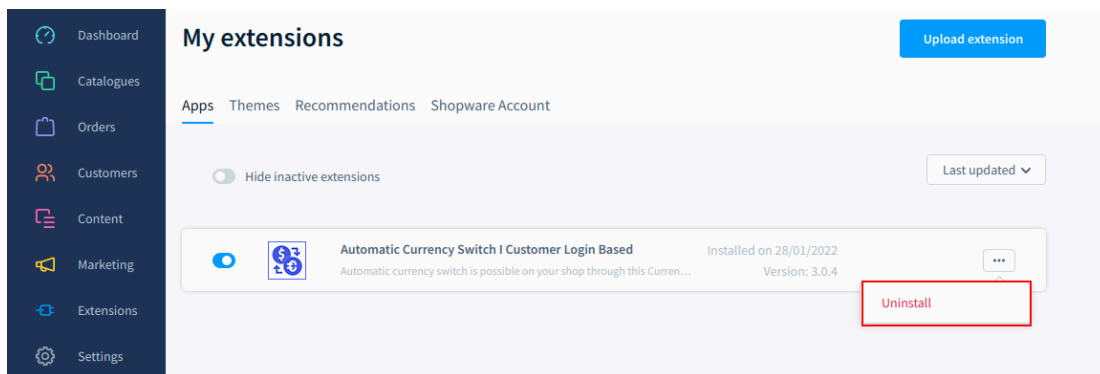 Dashboard
Catalogues
Orders
Customers
Content
Marketing
Extensions
Settings
My extensions
Upload extension
Apps Themes Recommendations Shopware Account
Hide inactive extensions
Last updated
Automatic Currency Switch I Customer Login Based
Automatic currency switch is possible on your shop through this Curren...
Installed on 28/01/2022
Version: 3.0.4
Uninstall